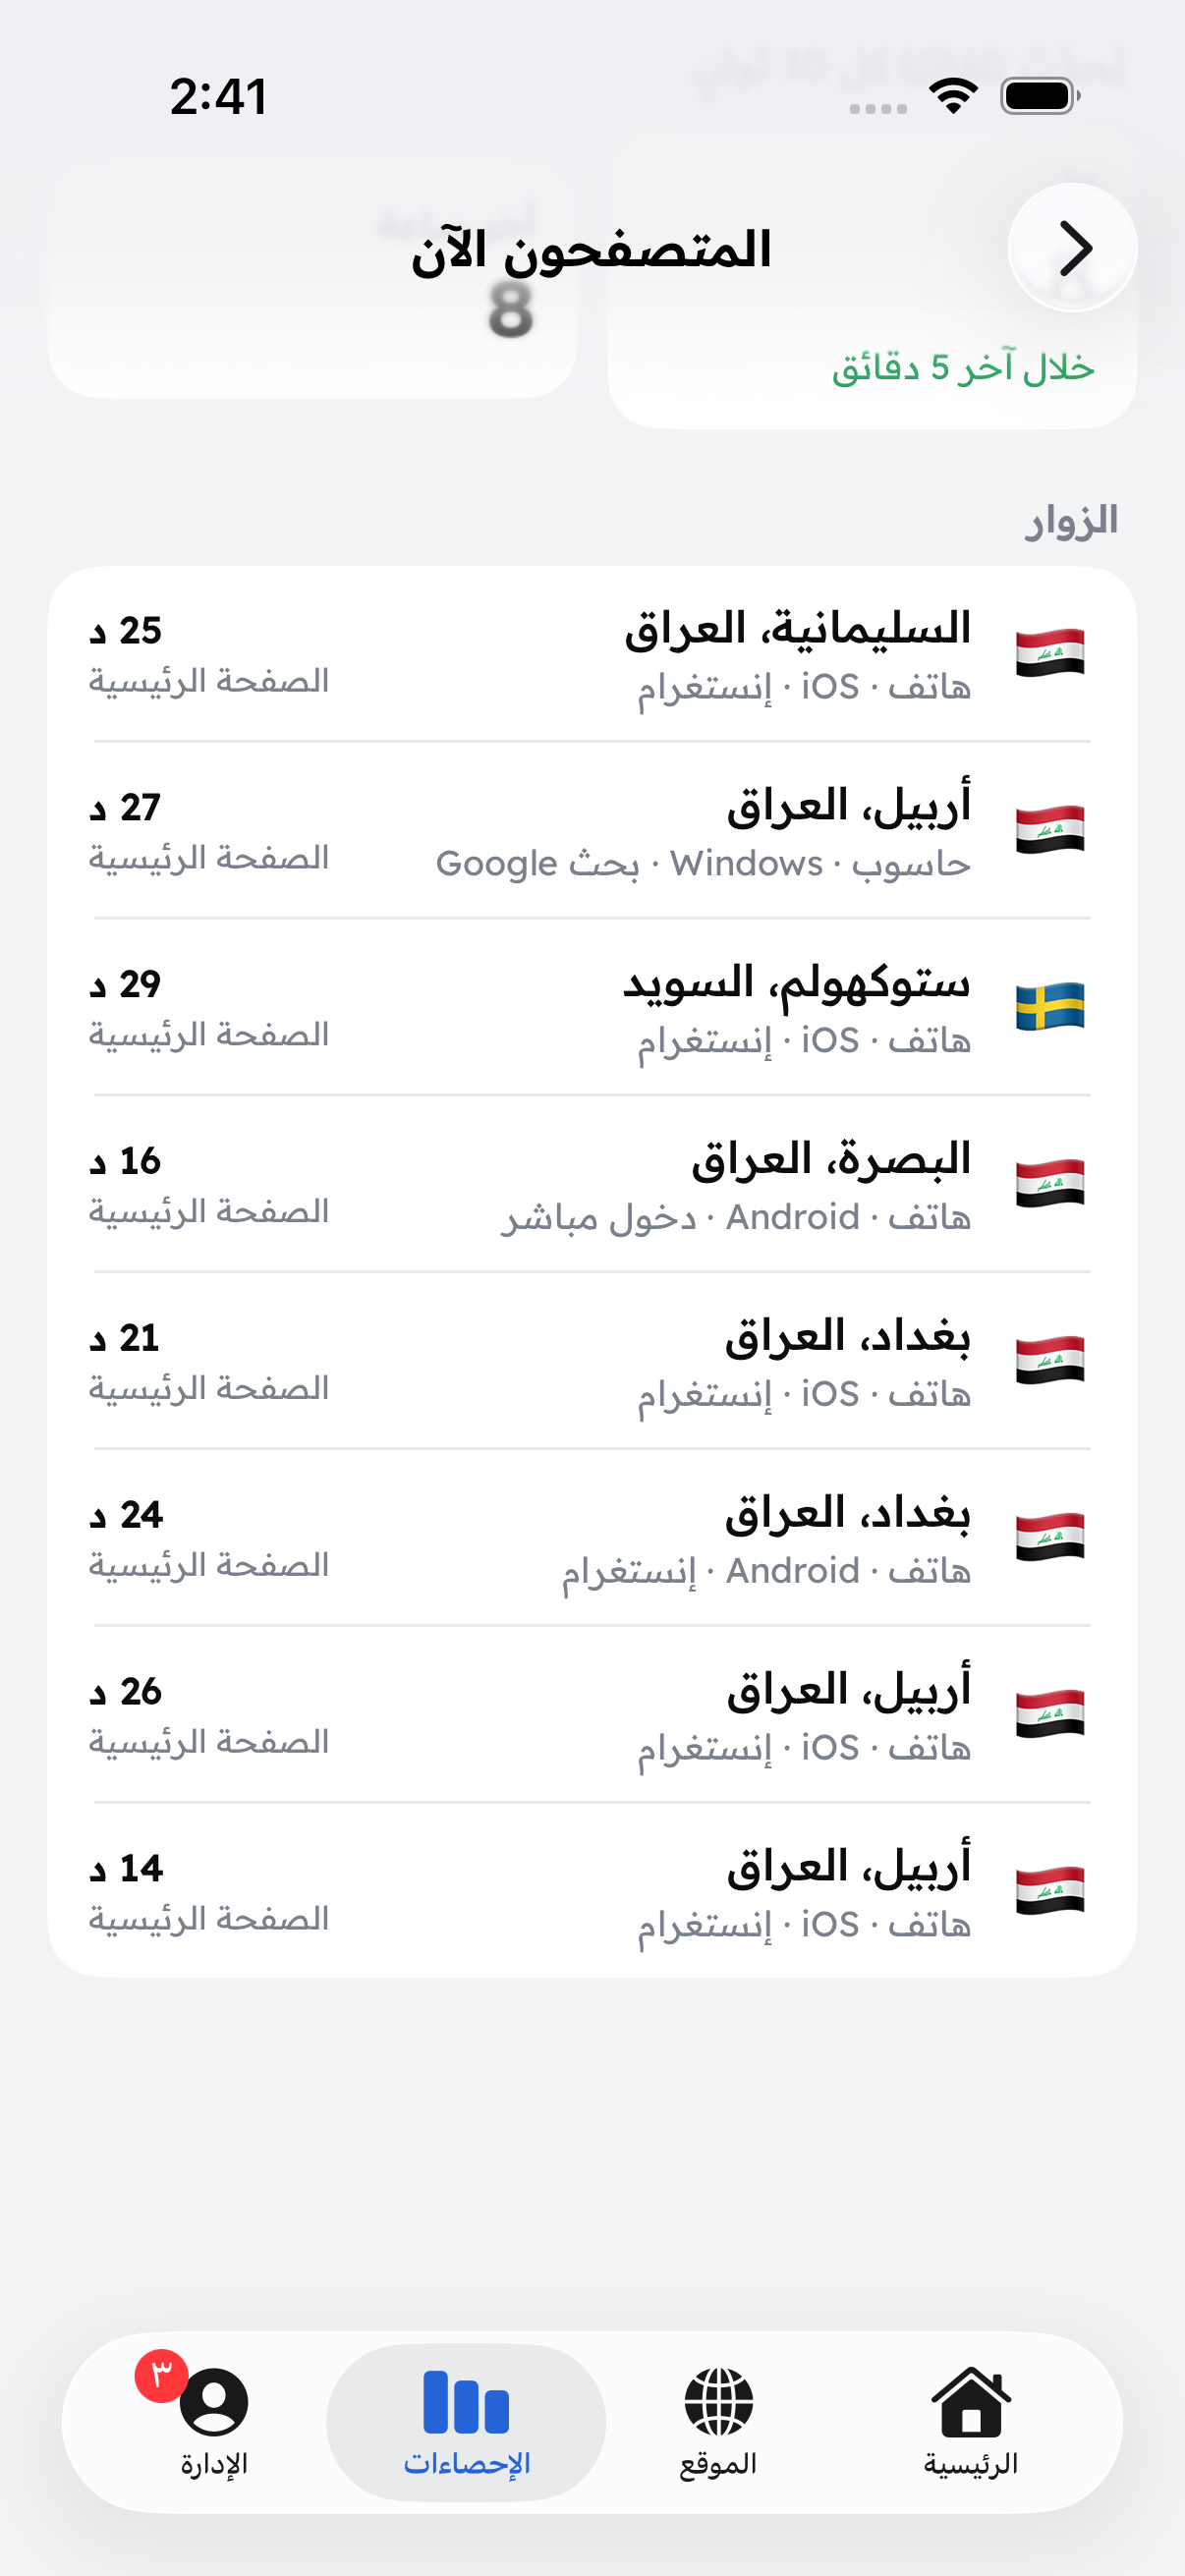 2:41
المتصفحون الآن
8
خلال آخر 5 دقائق
الزوار
السليمانية، العراق
25 د
هاتف · iOS · إنستغرام
الصفحة الرئيسية
أربيل، العراق
27 د
حاسوب · Windows · بحث Google
الصفحة الرئيسية
ستوكهولم، السويد
29 د
هاتف · iOS · إنستغرام
الصفحة الرئيسية
البصرة، العراق
16 د
هاتف · Android · دخول مباشر
الصفحة الرئيسية
بغداد، العراق
21 د
هاتف · iOS · إنستغرام
الصفحة الرئيسية
بغداد، العراق
24 د
هاتف · Android · إنستغرام
الصفحة الرئيسية
أربيل، العراق
26 د
هاتف · iOS · إنستغرام
الصفحة الرئيسية
أربيل، العراق
14 د
هاتف · iOS · إنستغرام
الصفحة الرئيسية
٣
الرئيسية
الموقع
الإحصاءات
الإدارة